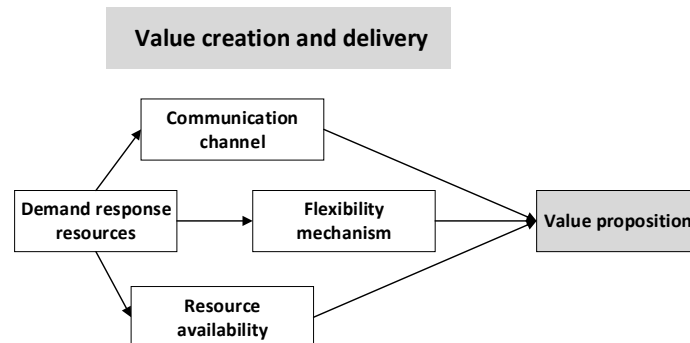 Value creation and delivery
Communication
channel
Demand response
resources
Flexibility
mechanism
Value proposition
Resource
availability